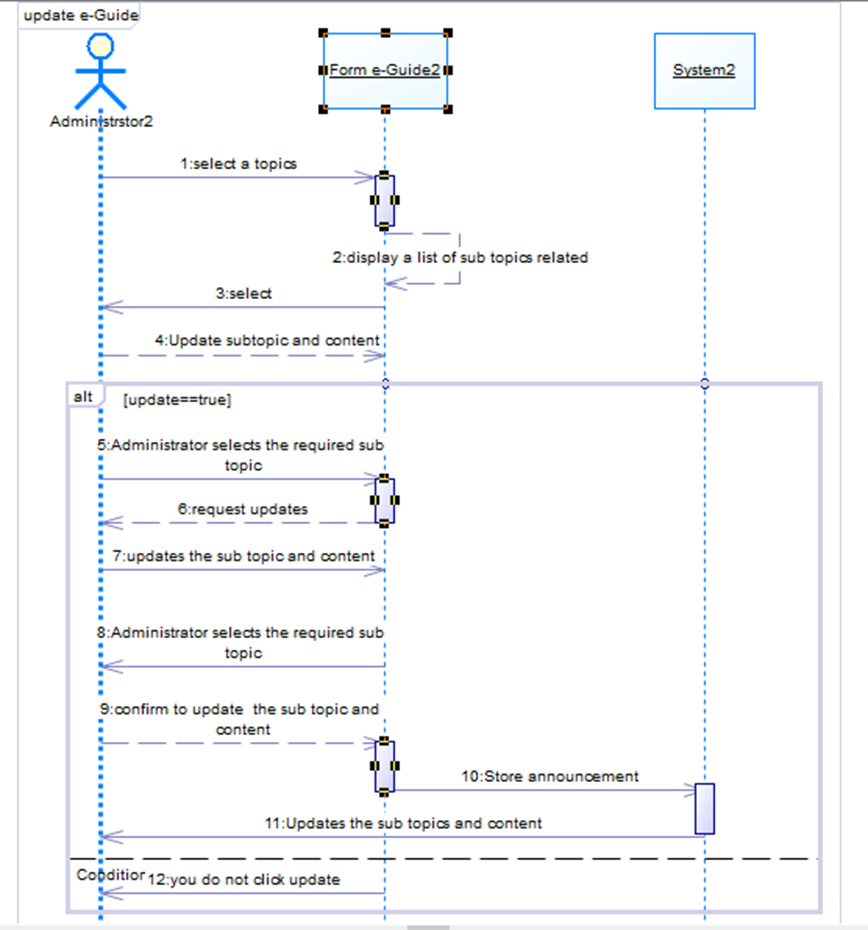 update e-Guide
Form e-Guide2
System2
Administrstor2
1:select a topics
2:display a list of sub topics related
3:select
4:Update subtopic and content
alt
[update==true]
5:Administrator selects the required sub
topic
6:request updates
7:updates the sub topic and content
8:Administrator selects the required sub
topic
9:confirm to update the sub topic and
content
10:Store announcement
11:Updates the sub topics and content
Condition
12:you do not click update